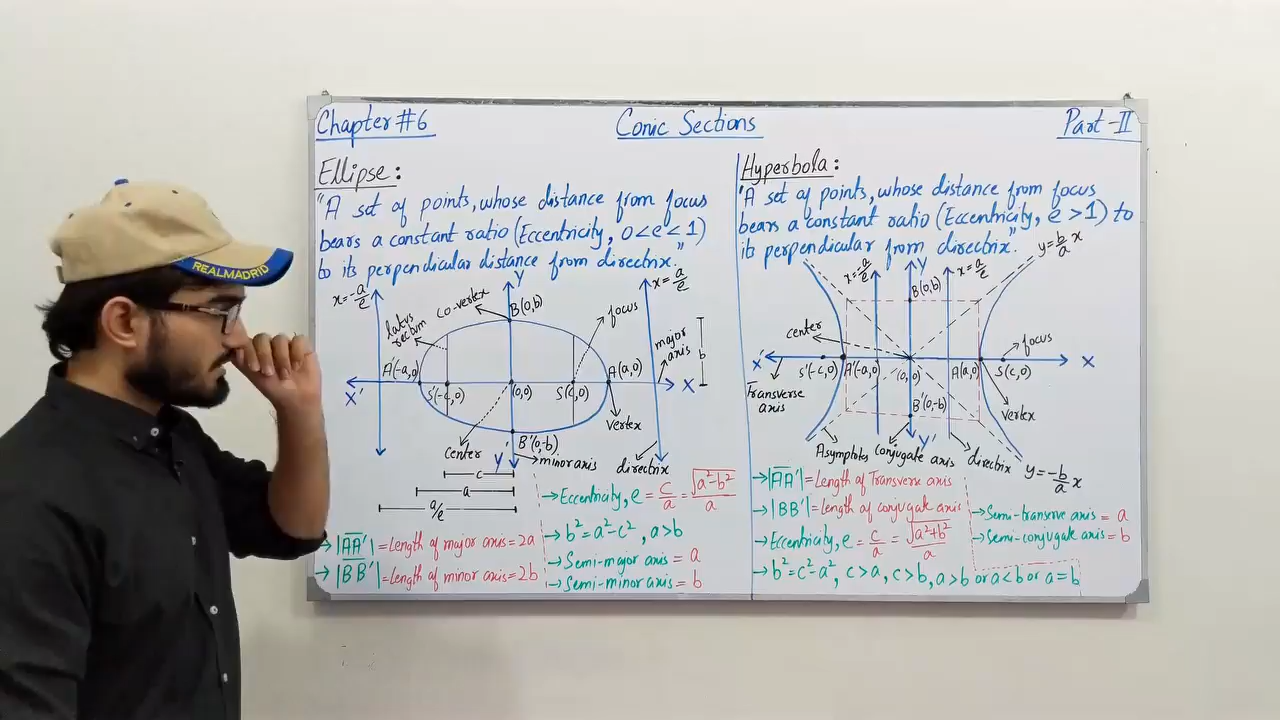 Chapter #6
Conic Sections
Part-II
Ellipse:
"A set of points, whose distance from focus
bears a constant ratio (Eccentricity, 0<e<1)
to its perpendicular distance from directrix."
x=-a/e
Y
x=a/e
co-vertex
B(0,b)
focus
latus
rectum
major
axis
b
A'(-a,0)
A(a,0)
X'
S'(-c,0)
(0,0)
S(c,0)
X
vertex
B'(0,-b)
center
Y'
minor axis
directrix
c
a
a/e
→Eccentricity, e = c/a = √a²-b²/a
→b²=a²-c², a>b
→|AA'|=Length of major axis=2a
→Semi-major axis = a
→|BB'|=Length of minor axis=2b
→Semi-minor axis = b
Hyperbola:
"A set of points, whose distance from focus
bears a constant ratio (Eccentricity, e>1) to
its perpendicular from directrix."
y=b/a x
x=-a/e
Y
x=a/e
B(0,b)
center
focus
X'
X
S'(-c,0)
A'(-a,0)
(0,0)
A(a,0)
S(c,0)
Transverse
axis
B'(0,-b)
vertex
Y'
Asymptotes
conjugate axis
directrix
y=-b/a x
→|AA'|=Length of Transverse axis
→|BB'|=Length of conjugate axis
→Semi-transverse axis = a
→Semi-conjugate axis = b
→Eccentricity, e = c/a = √a²+b²/a
→b²=c²-a², c>a, c>b, a>b or a<b or a=b
REALMADRID